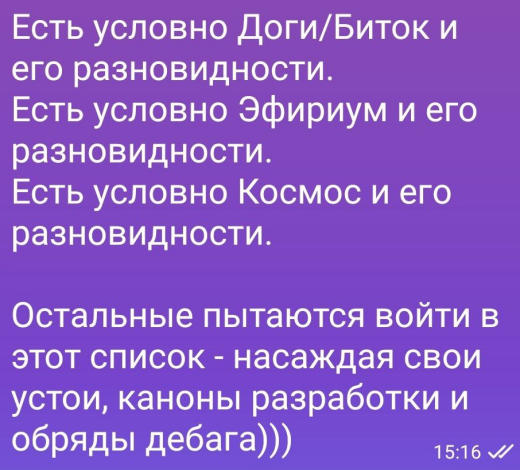 Есть условно Доги/Биток и
его разновидности.
Есть условно Эфириум и его
разновидности.
Есть условно Космос и его
разновидности.
Остальные пытаются войти в
этот список - насаждая свои
устои, каноны разработки и
обряды дебага)))
15:16